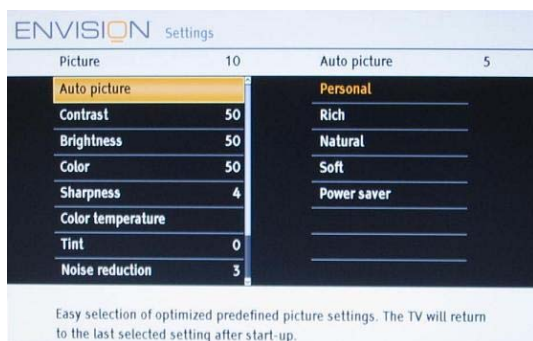 ENVISION Settings
Picture 10 Auto picture 5
Auto picture Personal
Contrast 50 Rich
Brightness 50 Natural
Color 50 Soft
Sharpness 4 Power saver
Color temperature
Tint 0
Noise reduction 3
Easy selection of optimized predefined picture settings. The TV will return
to the last selected setting after start-up.